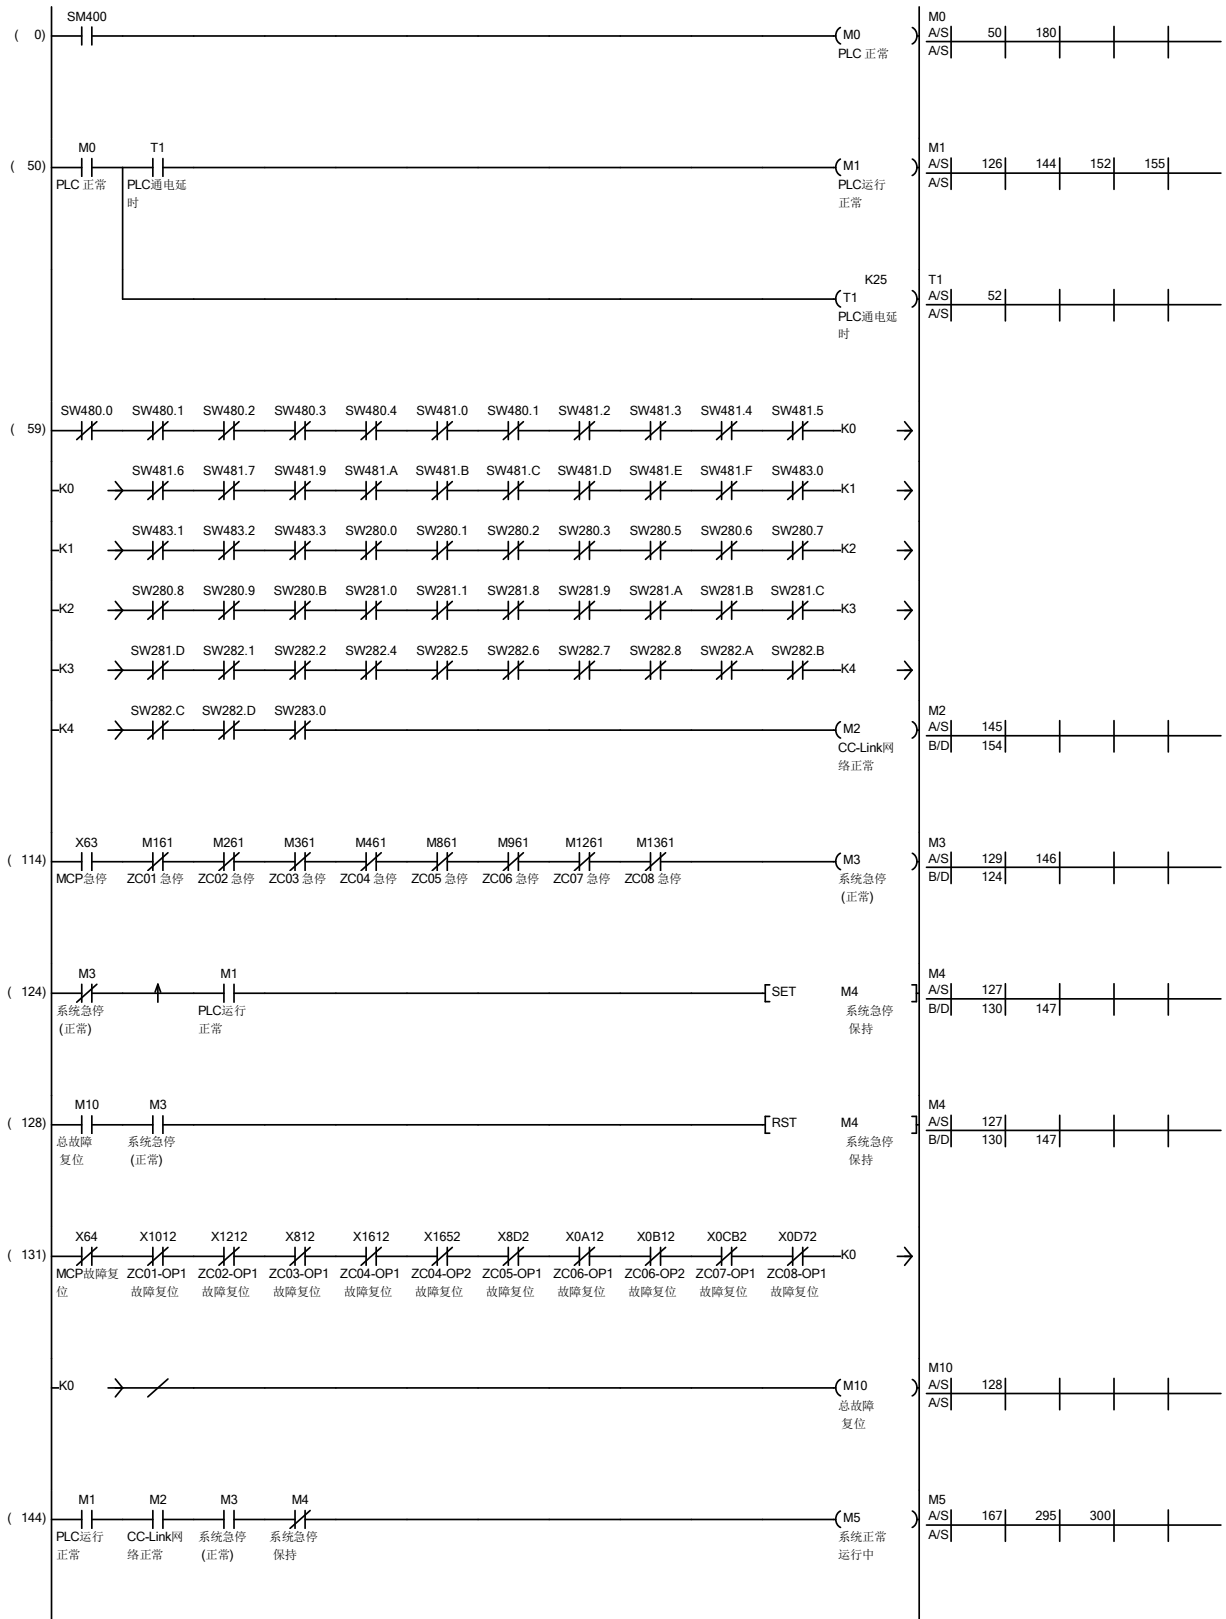 SM400 M0
( 0) M0 A/S 50 180
PLC 正常 A/S
M0 T1 M1
( 50) M1 A/S 126 144 152 155
PLC 正常 PLC通电延 PLC运行 A/S
时 正常
K25 T1
T1 A/S 52
PLC通电延 A/S
时
SW480.0 SW480.1 SW480.2 SW480.3 SW480.4 SW481.0 SW480.1 SW481.2 SW481.3 SW481.4 SW481.5
( 59) K0
SW481.6 SW481.7 SW481.9 SW481.A SW481.B SW481.C SW481.D SW481.E SW481.F SW483.0
K0 K1
SW483.1 SW483.2 SW483.3 SW280.0 SW280.1 SW280.2 SW280.3 SW280.5 SW280.6 SW280.7
K1 K2
SW280.8 SW280.9 SW280.B SW281.0 SW281.1 SW281.8 SW281.9 SW281.A SW281.B SW281.C
K2 K3
SW281.D SW282.1 SW282.2 SW282.4 SW282.5 SW282.6 SW282.7 SW282.8 SW282.A SW282.B
K3 K4
SW282.C SW282.D SW283.0 M2
K4 M2 A/S 145
CC-Link网 B/D 154
络正常
X63 M161 M261 M361 M461 M861 M961 M1261 M1361 M3
( 114) M3 A/S 129 146
MCP急停 ZC01 急停 ZC02 急停 ZC03 急停 ZC04 急停 ZC05 急停 ZC06 急停 ZC07 急停 ZC08 急停 系统急停 B/D 124
(正常)
M3 M1 M4
( 124) SET M4 A/S 127
系统急停 PLC运行 系统急停 B/D 130 147
(正常) 正常 保持
M10 M3 M4
( 128) RST M4 A/S 127
总故障 系统急停 系统急停 B/D 130 147
复位 (正常) 保持
X64 X1012 X1212 X812 X1612 X1652 X8D2 X0A12 X0B12 X0CB2 X0D72
( 131) K0
MCP故障复 ZC01-OP1 ZC02-OP1 ZC03-OP1 ZC04-OP1 ZC04-OP2 ZC05-OP1 ZC06-OP1 ZC06-OP2 ZC07-OP1 ZC08-OP1
位 故障复位 故障复位 故障复位 故障复位 故障复位 故障复位 故障复位 故障复位 故障复位 故障复位
M10
K0 M10 A/S 128
总故障 A/S
复位
M1 M2 M3 M4 M5
( 144) M5 A/S 167 295 300
PLC运行 CC-Link网 系统急停 系统急停 系统正常 A/S
正常 络正常 (正常) 保持 运行中